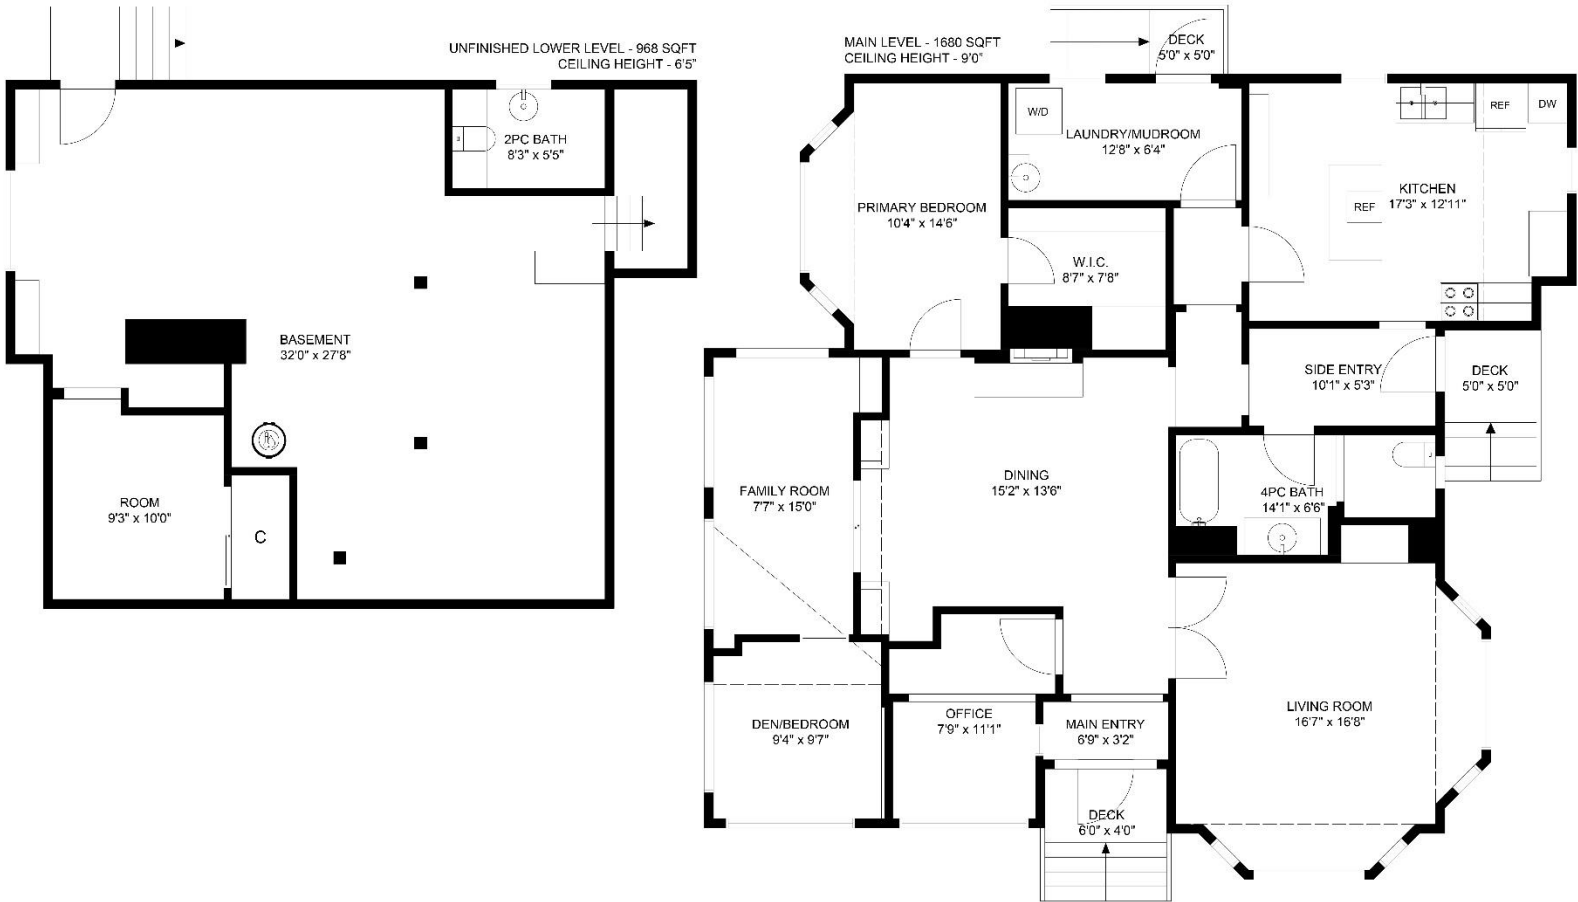 UNFINISHED LOWER LEVEL - 968 SQFT
CEILING HEIGHT - 6'5"
2PC BATH
8'3" x 5'5"
BASEMENT
32'0" x 27'8"
ROOM
9'3" x 10'0"
C
MAIN LEVEL - 1680 SQFT
CEILING HEIGHT - 9'0"
DECK
5'0" x 5'0"
W/D
LAUNDRY/MUDROOM
12'8" x 6'4"
REF
DW
KITCHEN
17'3" x 12'11"
REF
PRIMARY BEDROOM
10'4" x 14'6"
W.I.C.
8'7" x 7'8"
SIDE ENTRY
10'1" x 5'3"
DECK
5'0" x 5'0"
FAMILY ROOM
7'7" x 15'0"
DINING
15'2" x 13'6"
4PC BATH
14'1" x 6'6"
DEN/BEDROOM
9'4" x 9'7"
OFFICE
7'9" x 11'1"
MAIN ENTRY
6'9" x 3'2"
LIVING ROOM
16'7" x 16'8"
DECK
6'0" x 4'0"